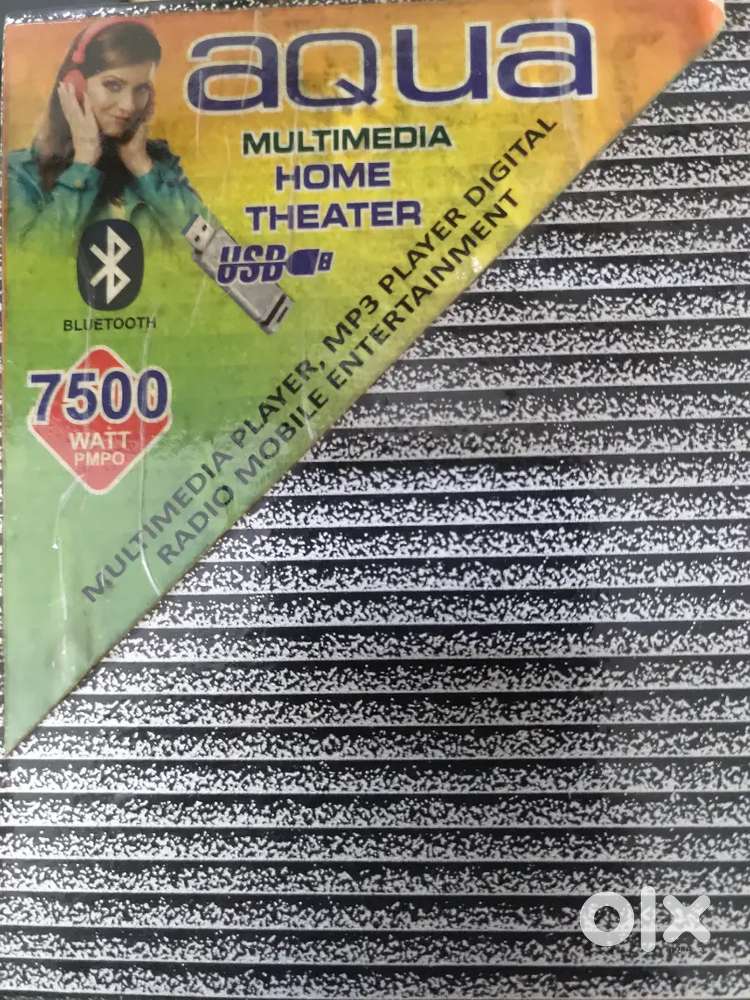 aqua
MULTIMEDIA
HOME
THEATER
USB
BLUETOOTH
7500
WATT
PMPO
MULTIMEDIA PLAYER, MP3 PLAYER DIGITAL
RADIO MOBILE ENTERTAINMENT
olx